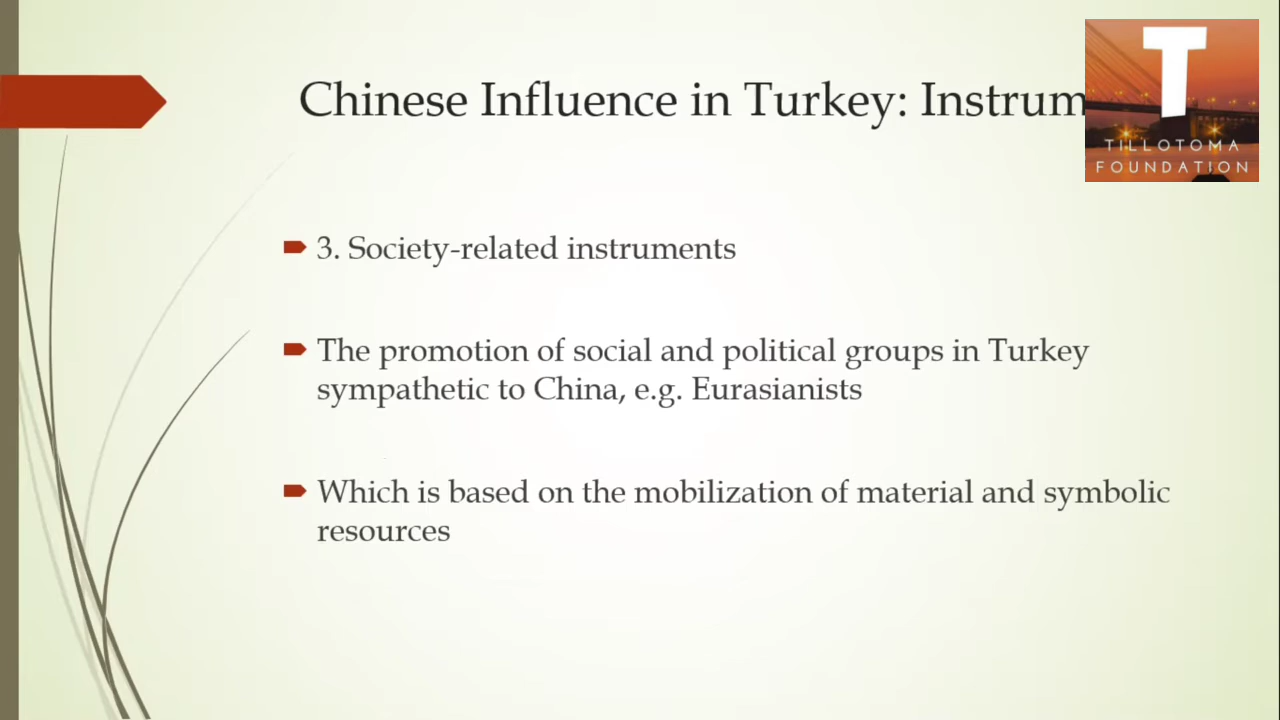 Chinese Influence in Turkey: Instrum
T
TILLOTOMA
FOUNDATION
3. Society-related instruments
The promotion of social and political groups in Turkey
sympathetic to China, e.g. Eurasianists
Which is based on the mobilization of material and symbolic
resources